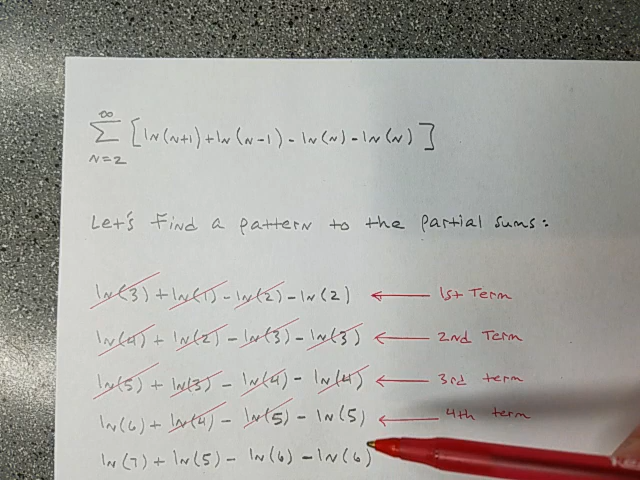 ∞
∑ [ln(n+1)+ln(n-1)-ln(n)-ln(n)]
n=2
Let's find a pattern to the partial sums:
ln(3)+ln(1)-ln(2)-ln(2) ← 1st Term
ln(4)+ln(2)-ln(3)-ln(3) ← 2nd Term
ln(5)+ln(3)-ln(4)-ln(4) ← 3rd term
ln(6)+ln(4)-ln(5)-ln(5) ← 4th term
ln(7)+ln(5)-ln(6)-ln(6)